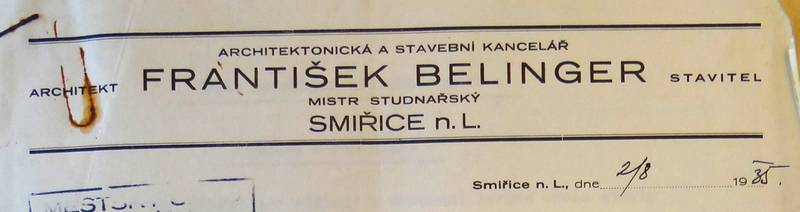 ARCHITEKTONICKÁ A STAVEBNÍ KANCELÁŘ
ARCHITEKT FRANTIŠEK BELINGER STAVITEL
MISTR STUDNAŘSKÝ
SMIŘICE n. L.
Smiřice n. L., dne 2/8 1935.